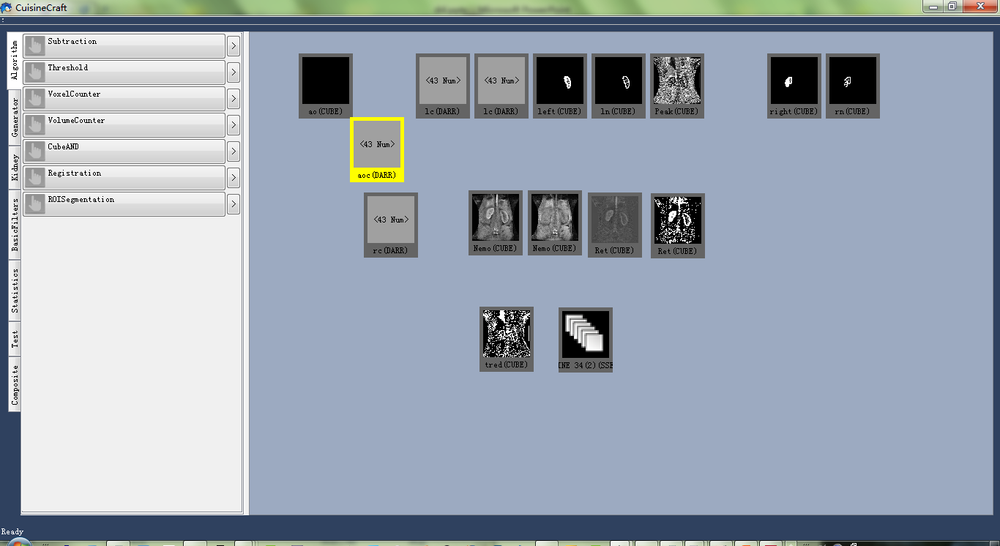 CuisineCraft
Algorithm
Generator
Kidney
BasicFilters
Statistics
Test
Composite
Subtraction
Threshold
VoxelCounter
VolumeCounter
CubeAND
Registration
ROISegmentation
ao(CUBE)
<43 Num>
lc(DARR)
<43 Num>
lc(DARR)
left(CUBE)
ln(CUBE)
Peak(CUBE)
right(CUBE)
rn(CUBE)
<43 Num>
aoc(DARR)
<43 Num>
rc(DARR)
Nemo(CUBE)
Nemo(CUBE)
Ret(CUBE)
Ret(CUBE)
tred(CUBE)
INE 34(2)(SSE
Ready